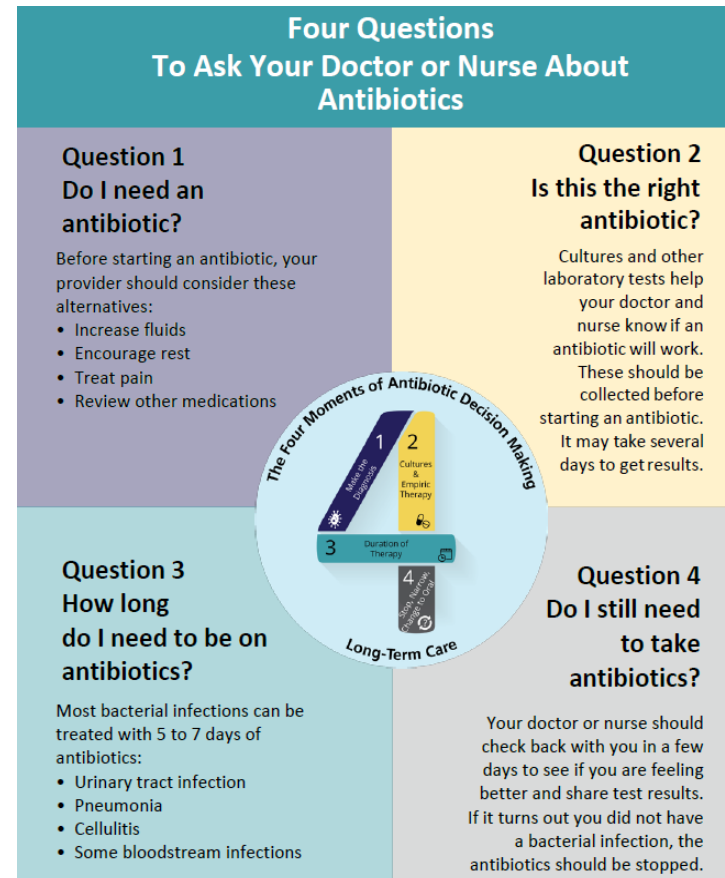 Four Questions
To Ask Your Doctor or Nurse About
Antibiotics
Question 1
Do I need an
antibiotic?
Before starting an antibiotic, your
provider should consider these
alternatives:
• Increase fluids
• Encourage rest
• Treat pain
• Review other medications
Question 2
Is this the right
antibiotic?
Cultures and other
laboratory tests help
your doctor and
nurse know if an
antibiotic will work.
These should be
collected before
starting an antibiotic.
It may take several
days to get results.
The Four Moments of Antibiotic Decision Making
1
Make the
Diagnosis
2
Cultures
&
Empiric
Therapy
3
Duration of
Therapy
4
Stop, Narrow,
Change to Oral
Long-Term Care
Question 3
How long
do I need to be on
antibiotics?
Most bacterial infections can be
treated with 5 to 7 days of
antibiotics:
• Urinary tract infection
• Pneumonia
• Cellulitis
• Some bloodstream infections
Question 4
Do I still need
to take
antibiotics?
Your doctor or nurse should
check back with you in a few
days to see if you are feeling
better and share test results.
If it turns out you did not have
a bacterial infection, the
antibiotics should be stopped.